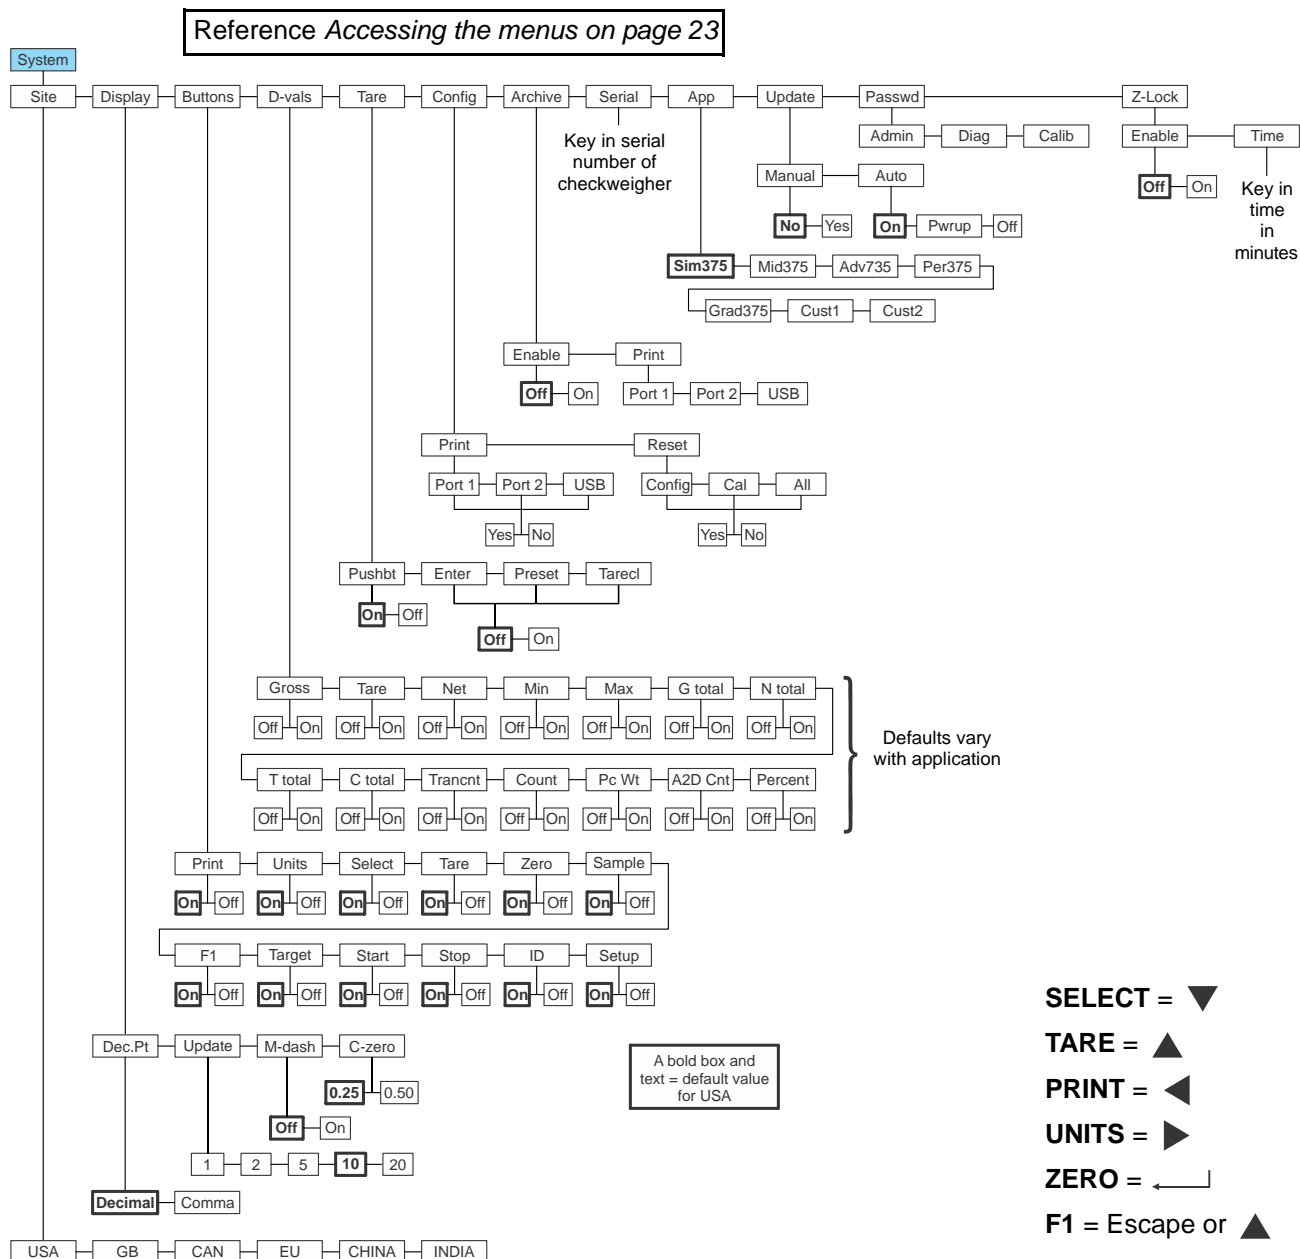 Reference Accessing the menus on page 23
System
Site Display Buttons D-vals Tare Config Archive Serial App Update Passwd Z-Lock
Key in serial
number of
checkweigher
Admin Diag Calib
Enable Time
Off On
Key in
time
in
minutes
Manual Auto
No Yes On Pwrup Off
Sim375 Mid375 Adv735 Per375
Grad375 Cust1 Cust2
Enable Print
Off On Port 1 Port 2 USB
Print Reset
Port 1 Port 2 USB Config Cal All
Yes No Yes No
Pushbt Enter Preset Tarecl
On Off
Off On
Gross Tare Net Min Max G total N total
Off On Off On Off On Off On Off On Off On Off On
Defaults vary
with application
T total C total Trancnt Count Pc Wt A2D Cnt Percent
Off On Off On Off On Off On Off On Off On Off On
Print Units Select Tare Zero Sample
On Off On Off On Off On Off On Off On Off
F1 Target Start Stop ID Setup
On Off On Off On Off On Off On Off On Off
Dec.Pt Update M-dash C-zero
0.25 0.50
Off On
1 2 5 10 20
Decimal Comma
USA GB CAN EU CHINA INDIA
A bold box and
text = default value
for USA
SELECT = ▼
TARE = ▲
PRINT = ◀
UNITS = ▶
ZERO = ↵
F1 = Escape or ▲